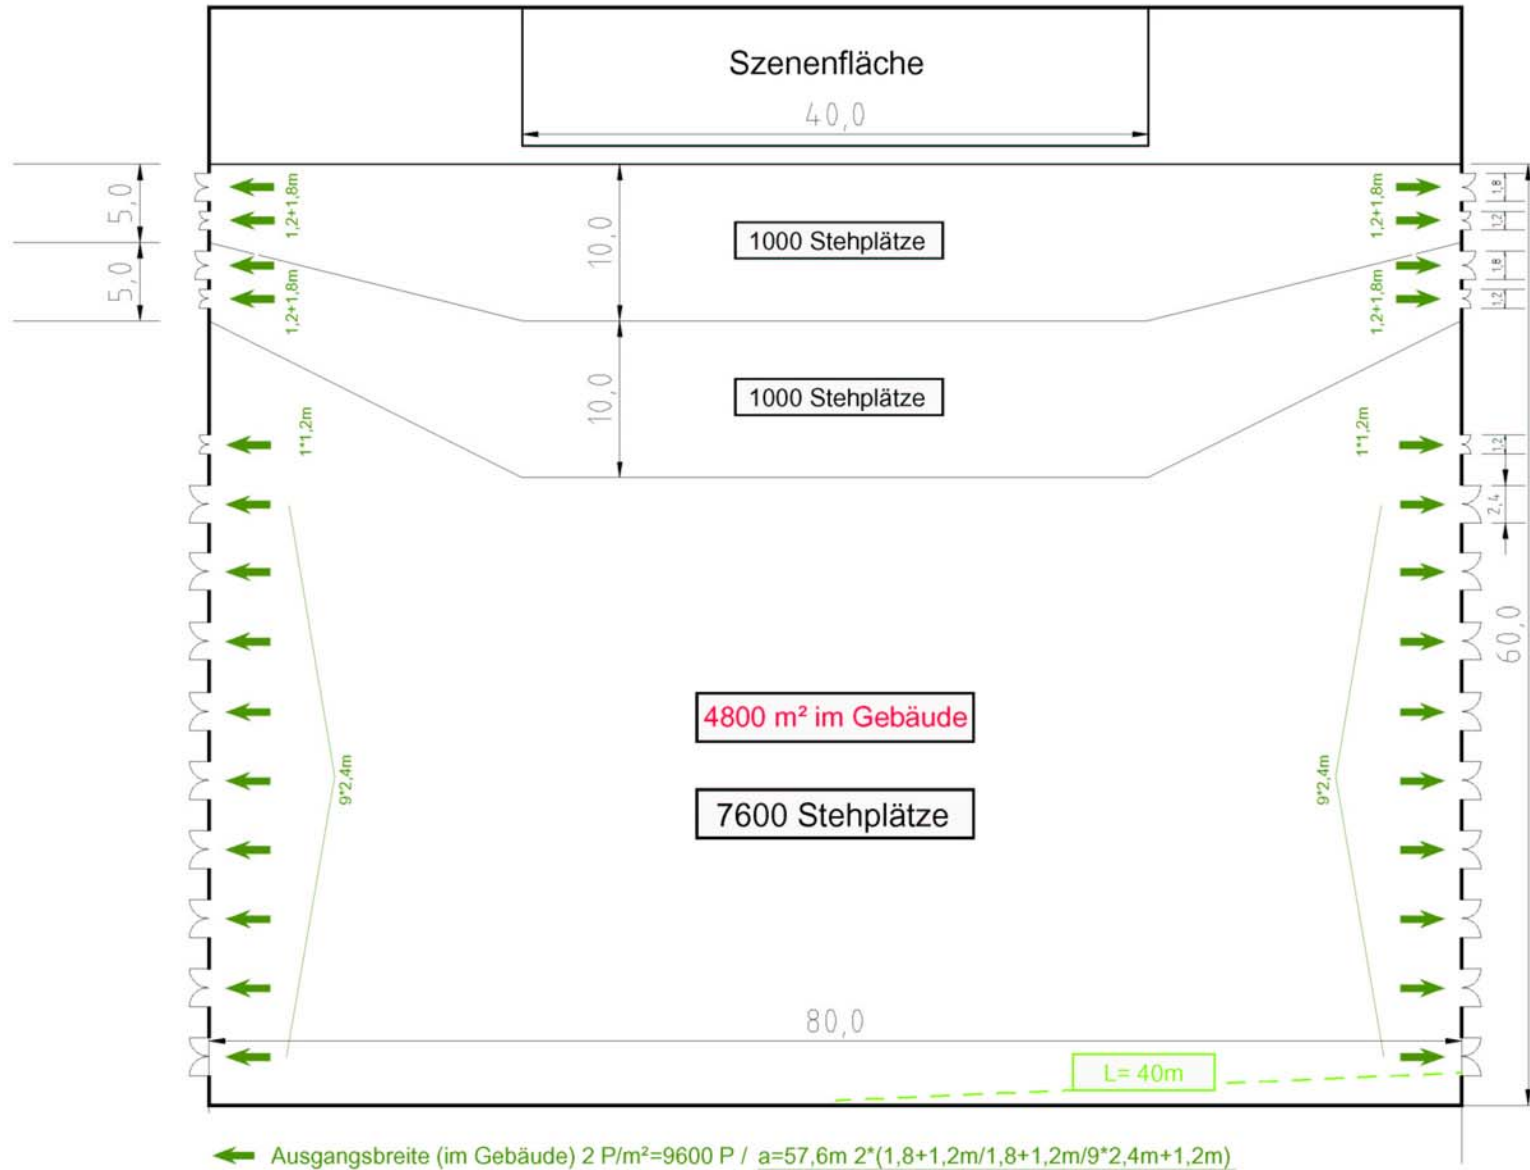 Szenenfläche
40,0
5,0
1,2+1,8m
10,0
1000 Stehplätze
1,2+1,8m
1,8
1,2
5,0
1,2+1,8m
1,2+1,8m
1,8
1,2
10,0
1000 Stehplätze
1*1,2m
1*1,2m
1,2
2,4
60,0
4800 m² im Gebäude
7600 Stehplätze
9*2,4m
9*2,4m
80,0
L= 40m
Ausgangsbreite (im Gebäude) 2 P/m²=9600 P / a=57,6m 2*(1,8+1,2m/1,8+1,2m/9*2,4m+1,2m)